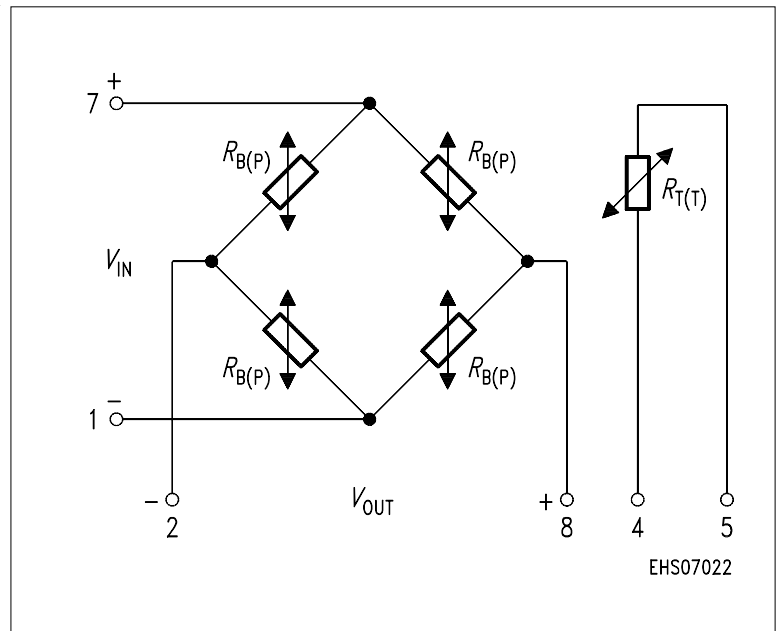 +
7
R_B(P) R_B(P)
R_T(T)
V_IN
R_B(P) R_B(P)
1 −
− V_OUT +
2 8 4 5
EHS07022